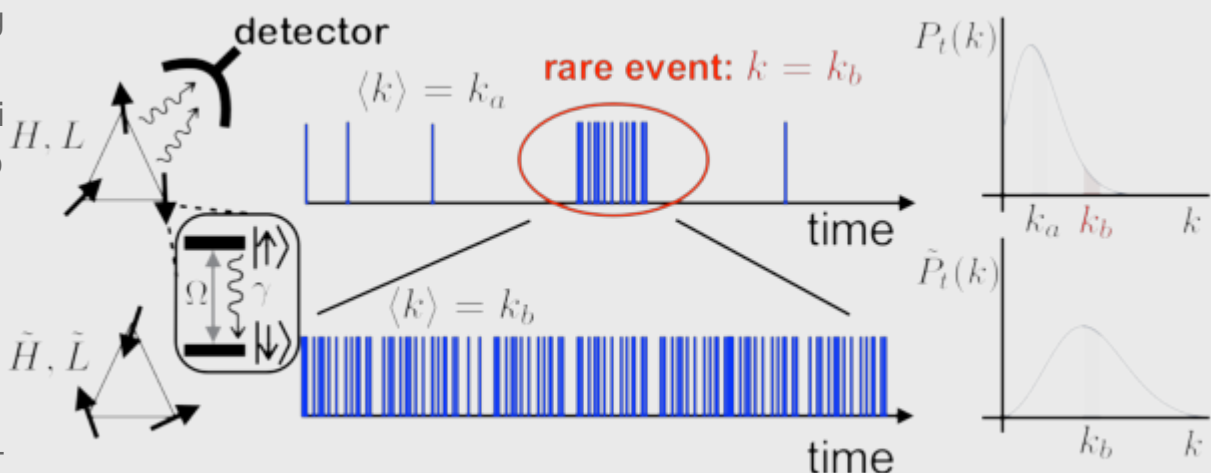 detector
H, L
⟨k⟩ = k_a
rare event: k = k_b
time
P_t(k)
k_a k_b k
Ω γ |↑⟩
|↓⟩
H̃, L̃
⟨k⟩ = k_b
time
P̃_t(k)
k_b k